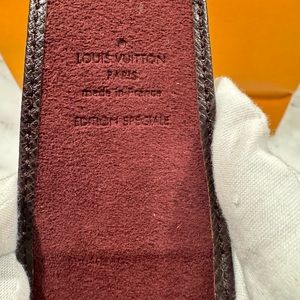 LOUIS VUITTON
PARIS
made in France
EDITION SPECIALE